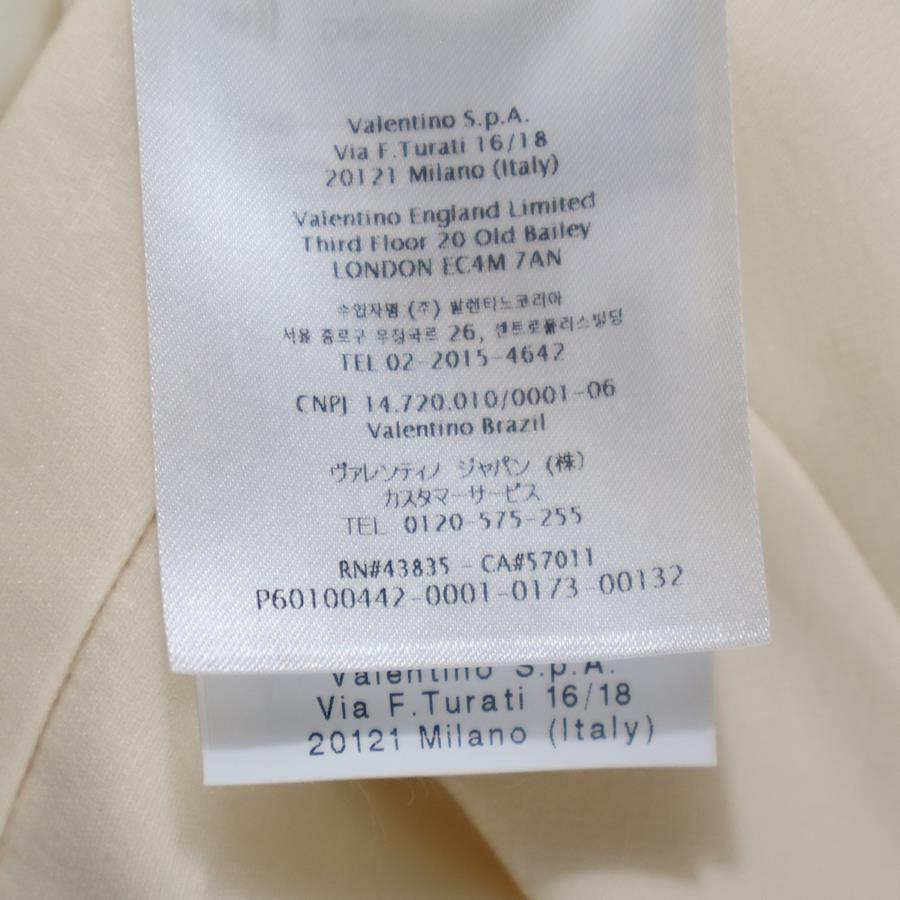 Valentino S.p.A.
Via F.Turati 16/18
20121 Milano (Italy)
Valentino England Limited
Third Floor 20 Old Bailey
LONDON EC4M 7AN
수입자명 (주) 발렌티노코리아
서울 종로구 우정국로 26, 센트로폴리스빌딩
TEL 02-2015-4642
CNPJ 14.720.010/0001-06
Valentino Brazil
ヴァレンティノ ジャパン (株)
カスタマーサービス
TEL 0120-575-255
RN#43835 - CA#57011
P60100442-0001-0173-00132
Valentino S.p.A.
Via F.Turati 16/18
20121 Milano (Italy)